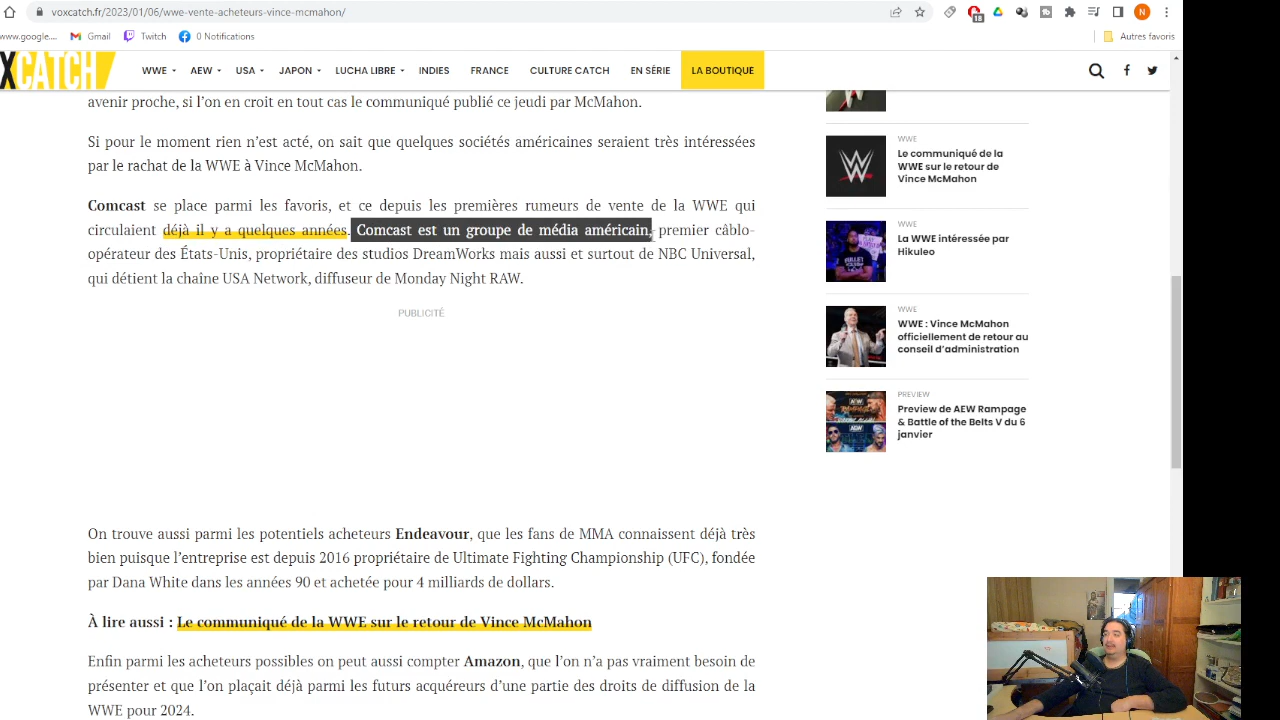 voxcatch.fr/2023/01/06/wwe-vente-acheteurs-vince-mcmahon/
18
N
www.google....
Gmail
Twitch
0 Notifications
Autres favoris
XCATCH
WWE
AEW
USA
JAPON
LUCHA LIBRE
INDIES
FRANCE
CULTURE CATCH
EN SÉRIE
LA BOUTIQUE
avenir proche, si l’on en croit en tout cas le communiqué publié ce jeudi par McMahon.
Si pour le moment rien n’est acté, on sait que quelques sociétés américaines seraient très intéressées
par le rachat de la WWE à Vince McMahon.
Comcast se place parmi les favoris, et ce depuis les premières rumeurs de vente de la WWE qui
circulaient déjà il y a quelques années. Comcast est un groupe de média américain, premier câblo-
opérateur des États-Unis, propriétaire des studios DreamWorks mais aussi et surtout de NBC Universal,
qui détient la chaîne USA Network, diffuseur de Monday Night RAW.
PUBLICITÉ
On trouve aussi parmi les potentiels acheteurs Endeavour, que les fans de MMA connaissent déjà très
bien puisque l’entreprise est depuis 2016 propriétaire de Ultimate Fighting Championship (UFC), fondée
par Dana White dans les années 90 et achetée pour 4 milliards de dollars.
À lire aussi : Le communiqué de la WWE sur le retour de Vince McMahon
Enfin parmi les acheteurs possibles on peut aussi compter Amazon, que l’on n’a pas vraiment besoin de
présenter et que l’on plaçait déjà parmi les futurs acquéreurs d’une partie des droits de diffusion de la
WWE pour 2024.
WWE
Le communiqué de la
WWE sur le retour de
Vince McMahon
WWE
La WWE intéressée par
Hikuleo
BULLET
WWE
WWE : Vince McMahon
officiellement de retour au
conseil d’administration
PREVIEW
Preview de AEW Rampage
& Battle of the Belts V du 6
janvier
AEW
AEW